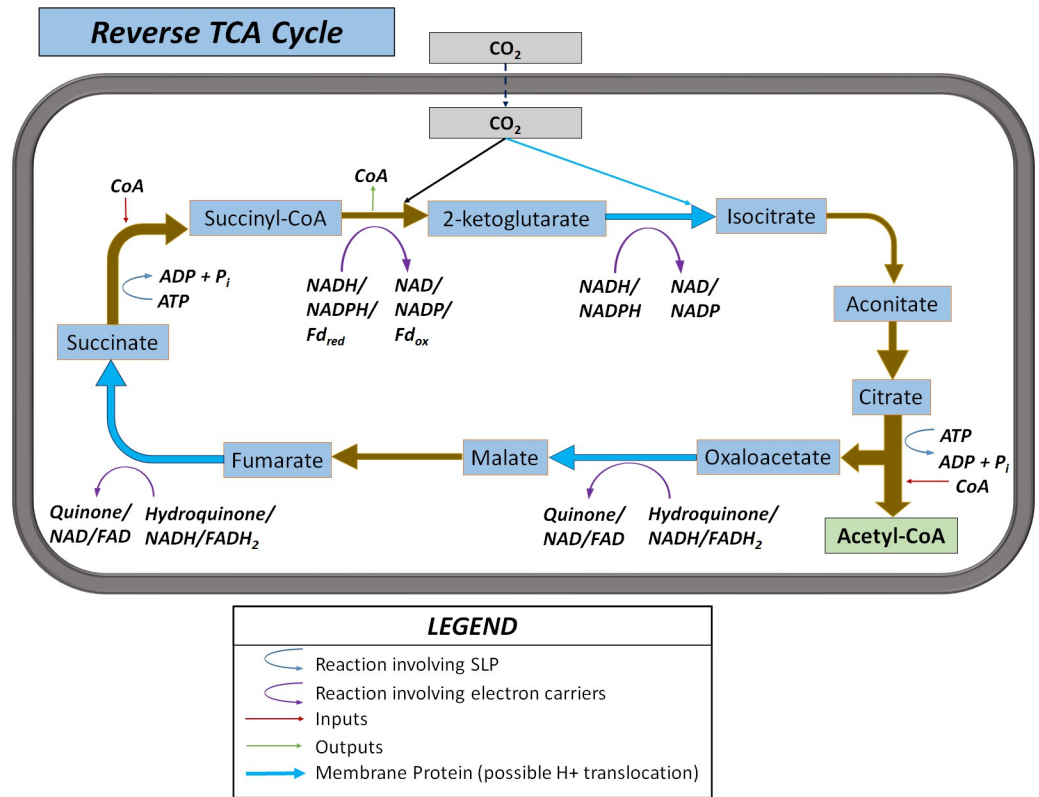 Reverse TCA Cycle
CO2
CO2
CoA
CoA
Succinyl-CoA
2-ketoglutarate
Isocitrate
ADP + Pi
ATP
NADH/
NADPH/
Fdred
NAD/
NADP/
Fdox
NADH/
NADPH
NAD/
NADP
Aconitate
Succinate
Citrate
ATP
ADP + Pi
CoA
Fumarate
Malate
Oxaloacetate
Quinone/
NAD/FAD
Hydroquinone/
NADH/FADH2
Quinone/
NAD/FAD
Hydroquinone/
NADH/FADH2
Acetyl-CoA
LEGEND
Reaction involving SLP
Reaction involving electron carriers
Inputs
Outputs
Membrane Protein (possible H+ translocation)